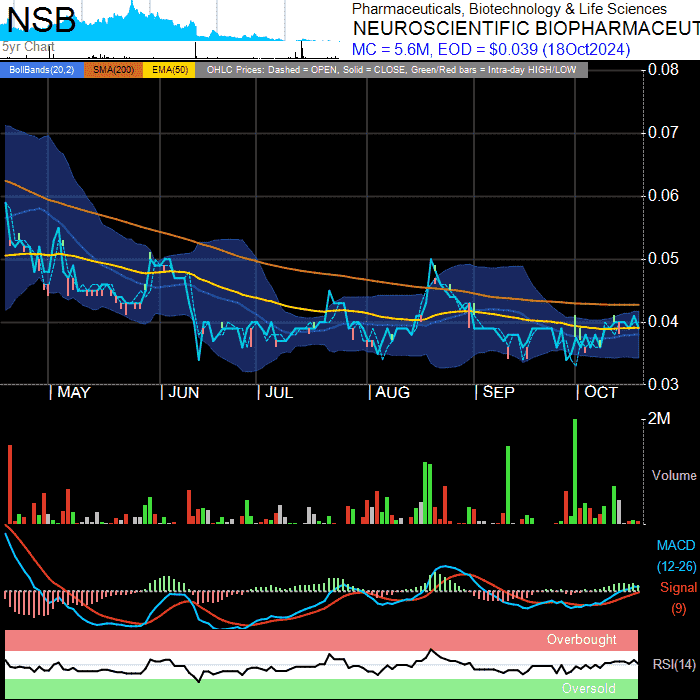 NSB
5yr Chart
Pharmaceuticals, Biotechnology & Life Sciences
NEUROSCIENTIFIC BIOPHARMACEUT
MC = 5.6M, EOD = $0.039 (18Oct2024)
BollBands(20,2) SMA(200) EMA(50) OHLC Prices: Dashed = OPEN, Solid = CLOSE, Green/Red bars = Intra-day HIGH/LOW
0.08
0.07
0.06
0.05
0.04
0.03
MAY JUN JUL AUG SEP OCT
2M
Volume
MACD
(12-26)
Signal
(9)
Overbought
RSI(14)
Oversold